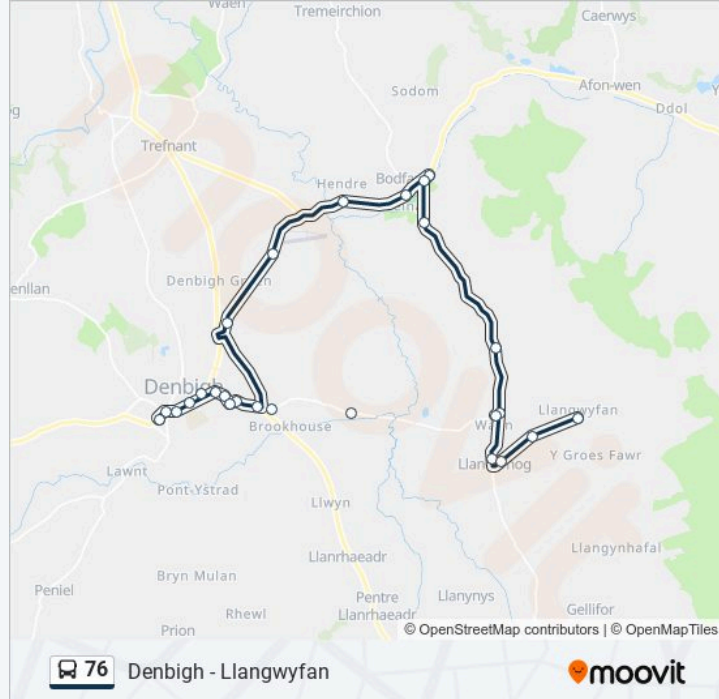 Waen
Tremeirchion
Caerwys
Afon-wen
Sodom
Ddol
Trefnant
Hendre
Denbigh Green
Denbigh
Brookhouse
Llangwyfan
Y Groes Fawr
Lawnt
Pont-Ystrad
Llwyn
Llanrhaeadr
Llangynhafal
Bryn Mulan
Peniel
Pentre
Llanrhaeadr
Llanynys
Rhewl
Gellifor
Prion
© OpenStreetMap contributors | © OpenMapTiles
76 Denbigh - Llangwyfan
moovit